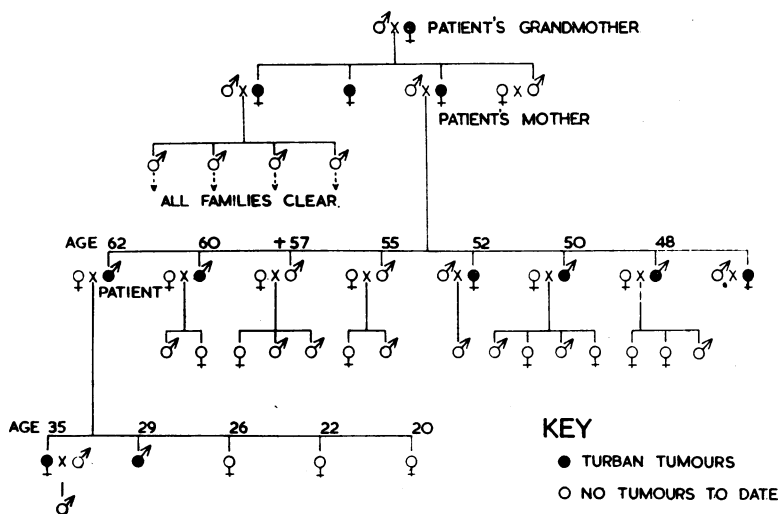 PATIENT'S GRANDMOTHER
PATIENT'S MOTHER
ALL FAMILIES CLEAR.
AGE 62 60 † 57 55 52 50 48
PATIENT
AGE 35 29 26 22 20
KEY
TURBAN TUMOURS
NO TUMOURS TO DATE